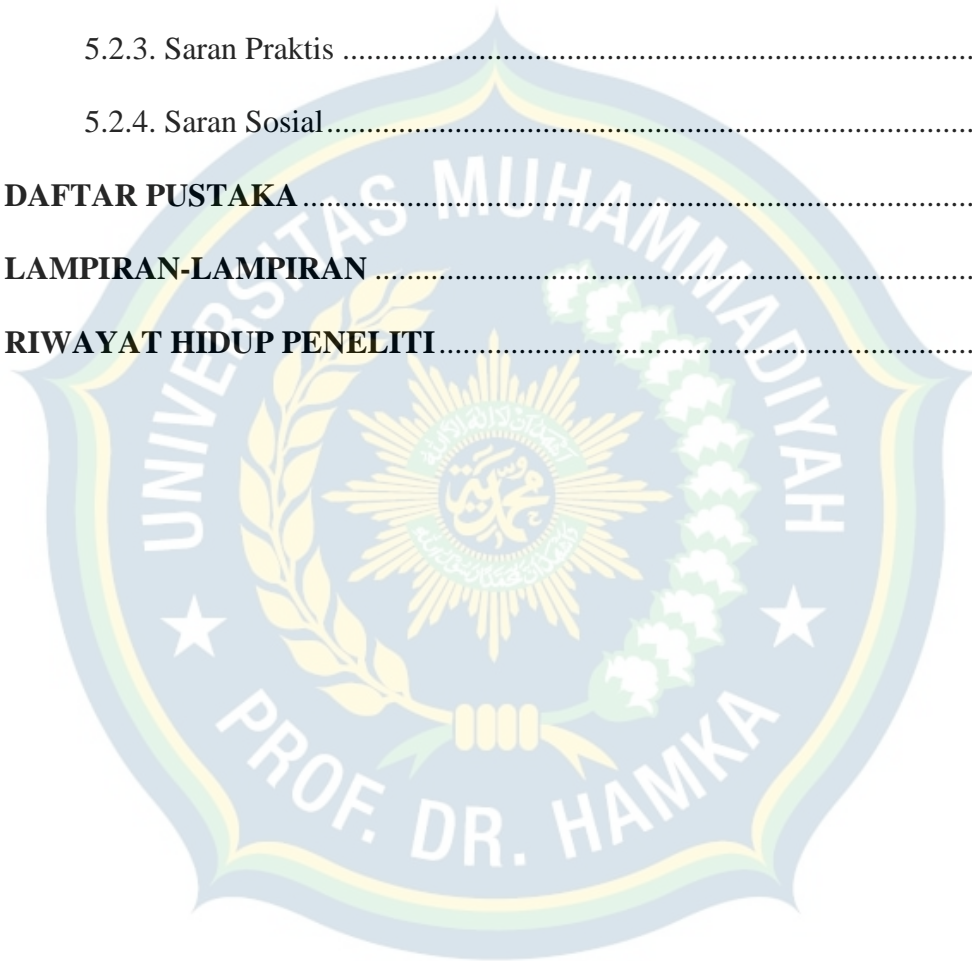 5.2.3. Saran Praktis ................................................................................
5.2.4. Saran Sosial..................................................................................
DAFTAR PUSTAKA.....................................................................................
LAMPIRAN-LAMPIRAN ...........................................................................
RIWAYAT HIDUP PENELITI...................................................................
UNIVERSITAS MUHAMMADIYAH
PROF. DR. HAMKA